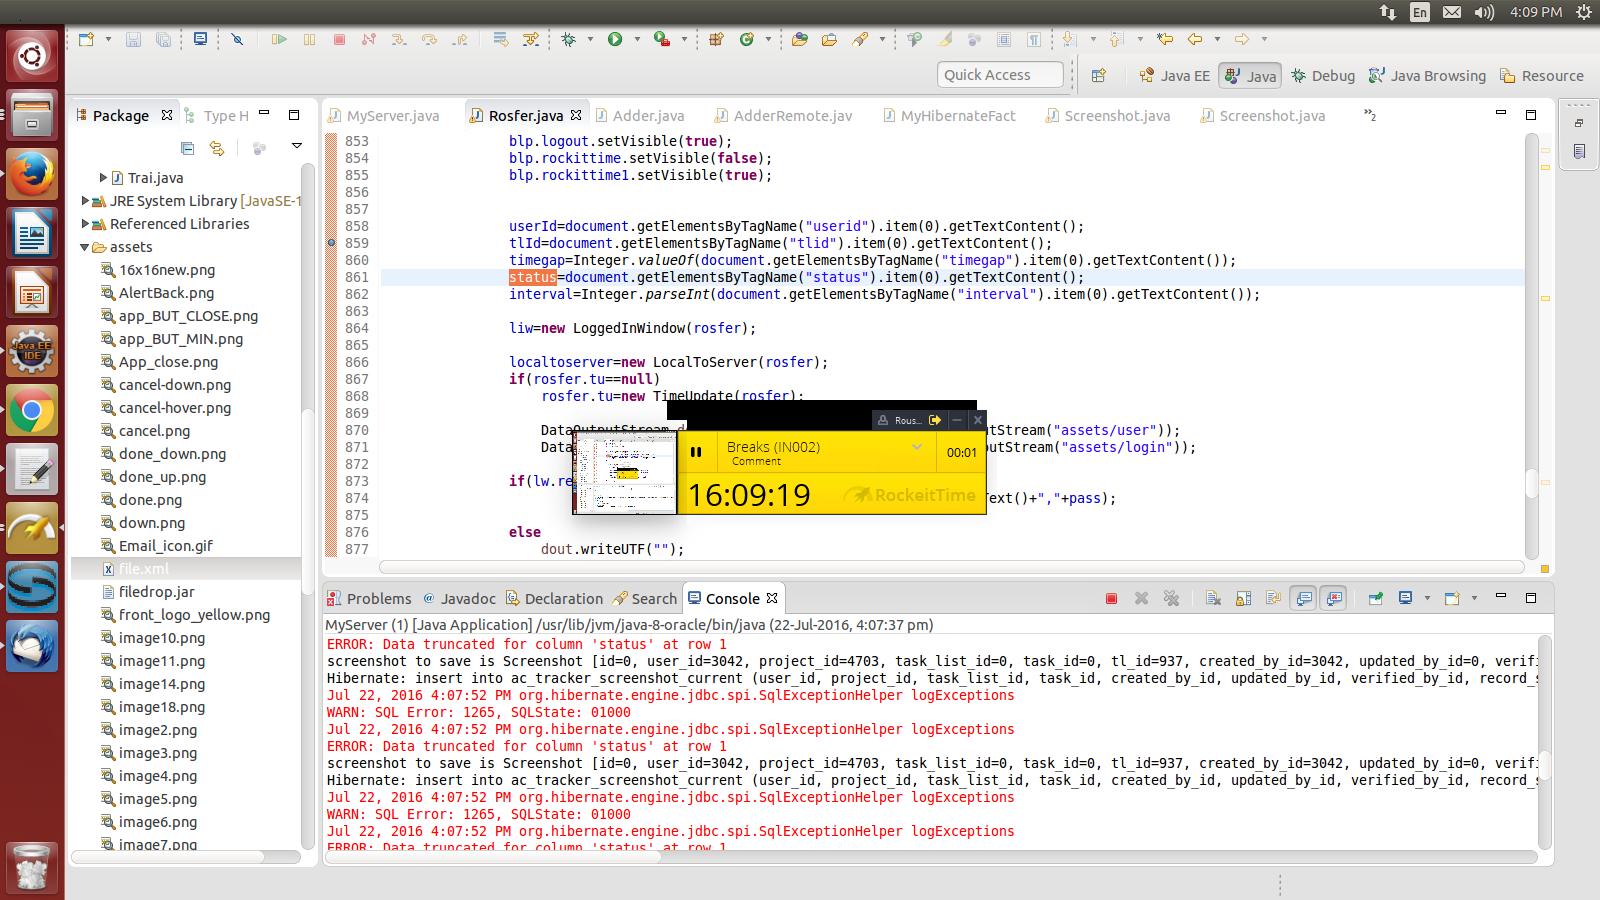 En
4:09 PM
Quick Access
Java EE
Java
Debug
Java Browsing
Resource
Package
Type H
MyServer.java
Rosfer.java
Adder.java
AdderRemote.jav
MyHibernateFact
Screenshot.java
Screenshot.java
»2
Trai.java
JRE System Library [JavaSE-1
Referenced Libraries
assets
16x16new.png
AlertBack.png
app_BUT_CLOSE.png
app_BUT_MIN.png
App_close.png
cancel-down.png
cancel-hover.png
cancel.png
done_down.png
done_up.png
done.png
down.png
Email_icon.gif
file.xml
filedrop.jar
front_logo_yellow.png
image10.png
image11.png
image14.png
image18.png
image2.png
image3.png
image4.png
image5.png
image6.png
image7.png
853 blp.logout.setVisible(true);
854 blp.rockittime.setVisible(false);
855 blp.rockittime1.setVisible(true);
856
857
858 userId=document.getElementsByTagName("userid").item(0).getTextContent();
859 tlId=document.getElementsByTagName("tlid").item(0).getTextContent();
860 timegap=Integer.valueOf(document.getElementsByTagName("timegap").item(0).getTextContent());
861 status=document.getElementsByTagName("status").item(0).getTextContent();
862 interval=Integer.parseInt(document.getElementsByTagName("interval").item(0).getTextContent());
863
864 liw=new LoggedInWindow(rosfer);
865
866 localtoserver=new LocalToServer(rosfer);
867 if(rosfer.tu==null)
868 rosfer.tu=new TimeUpdate(rosfer);
869
870 DataOutputStream d utStream("assets/user"));
871 Data utStream("assets/login"));
872
873 if(lw.re
874 Text()+","+pass);
875
876 else
877 dout.writeUTF("");
Rous...
Breaks (IN002)
Comment
00:01
16:09:19
RockeitTime
Java EE
IDE
Problems
Javadoc
Declaration
Search
Console
MyServer (1) [Java Application] /usr/lib/jvm/java-8-oracle/bin/java (22-Jul-2016, 4:07:37 pm)
ERROR: Data truncated for column 'status' at row 1
screenshot to save is Screenshot [id=0, user_id=3042, project_id=4703, task_list_id=0, task_id=0, tl_id=937, created_by_id=3042, updated_by_id=0, verifi
Hibernate: insert into ac_tracker_screenshot_current (user_id, project_id, task_list_id, task_id, created_by_id, updated_by_id, verified_by_id, record_s
Jul 22, 2016 4:07:52 PM org.hibernate.engine.jdbc.spi.SqlExceptionHelper logExceptions
WARN: SQL Error: 1265, SQLState: 01000
Jul 22, 2016 4:07:52 PM org.hibernate.engine.jdbc.spi.SqlExceptionHelper logExceptions
ERROR: Data truncated for column 'status' at row 1
screenshot to save is Screenshot [id=0, user_id=3042, project_id=4703, task_list_id=0, task_id=0, tl_id=937, created_by_id=3042, updated_by_id=0, verifi
Hibernate: insert into ac_tracker_screenshot_current (user_id, project_id, task_list_id, task_id, created_by_id, updated_by_id, verified_by_id, record_s
Jul 22, 2016 4:07:52 PM org.hibernate.engine.jdbc.spi.SqlExceptionHelper logExceptions
WARN: SQL Error: 1265, SQLState: 01000
Jul 22, 2016 4:07:52 PM org.hibernate.engine.jdbc.spi.SqlExceptionHelper logExceptions
ERROR: Data truncated for column 'status' at row 1